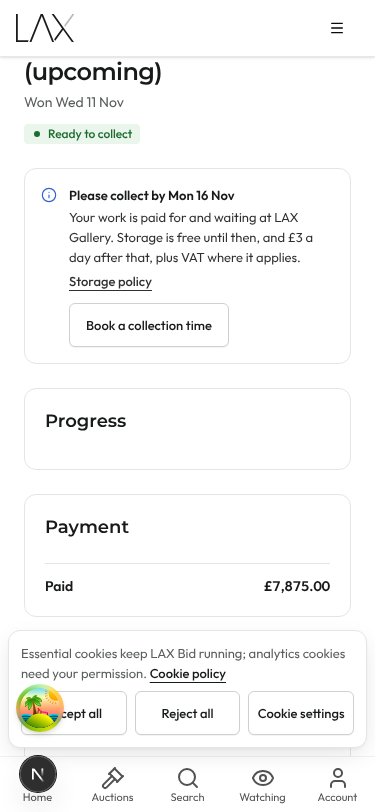 LAX
(upcoming)
Won Wed 11 Nov
Ready to collect
Please collect by Mon 16 Nov
Your work is paid for and waiting at LAX
Gallery. Storage is free until then, and £3 a
day after that, plus VAT where it applies.
Storage policy
Book a collection time
Progress
Payment
Paid £7,875.00
Essential cookies keep LAX Bid running; analytics cookies
need your permission. Cookie policy
cept all Reject all Cookie settings
N
Home Auctions Search Watching Account